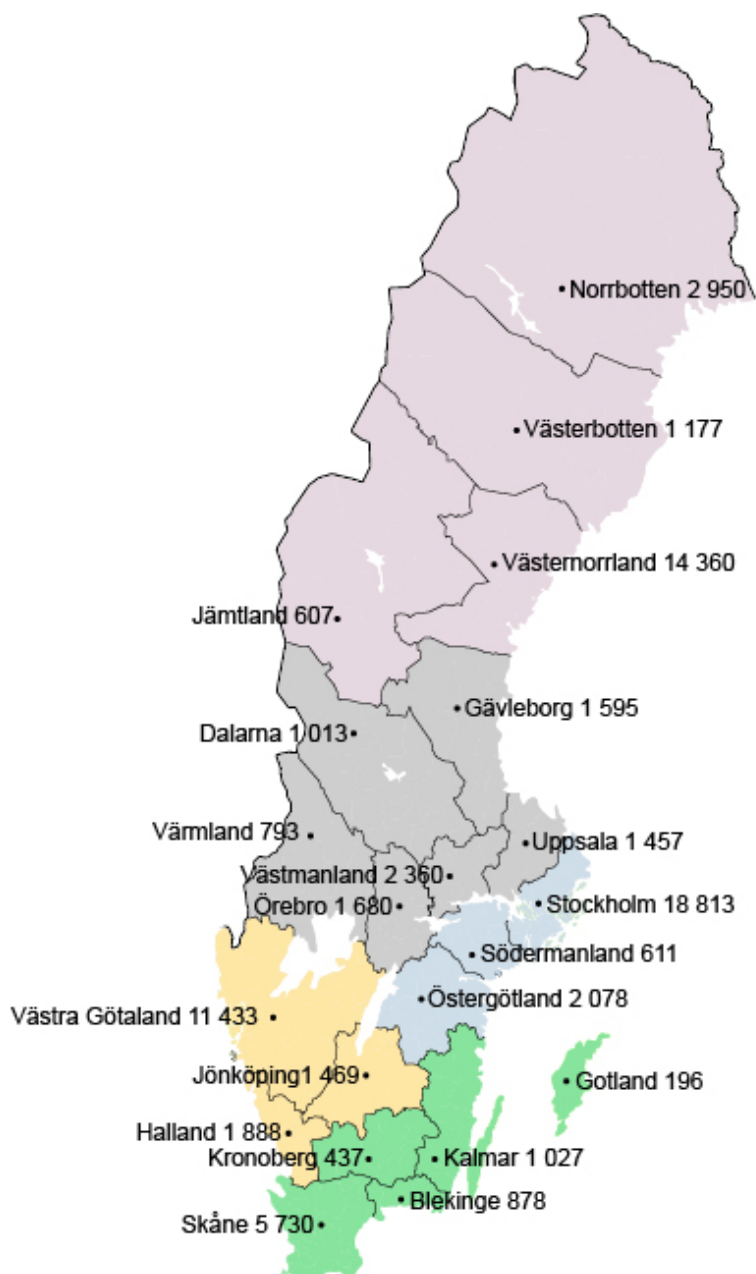 Norrbotten 2 950
Västerbotten 1 177
Västernorrland 14 360
Jämtland 607
Gävleborg 1 595
Dalarna 1 013
Värmland 793
Uppsala 1 457
Västmanland 2 360
Örebro 1 680
Stockholm 18 813
Södermanland 611
Östergötland 2 078
Västra Götaland 11 433
Jönköping1 469
Gotland 196
Halland 1 888
Kronoberg 437
Kalmar 1 027
Blekinge 878
Skåne 5 730